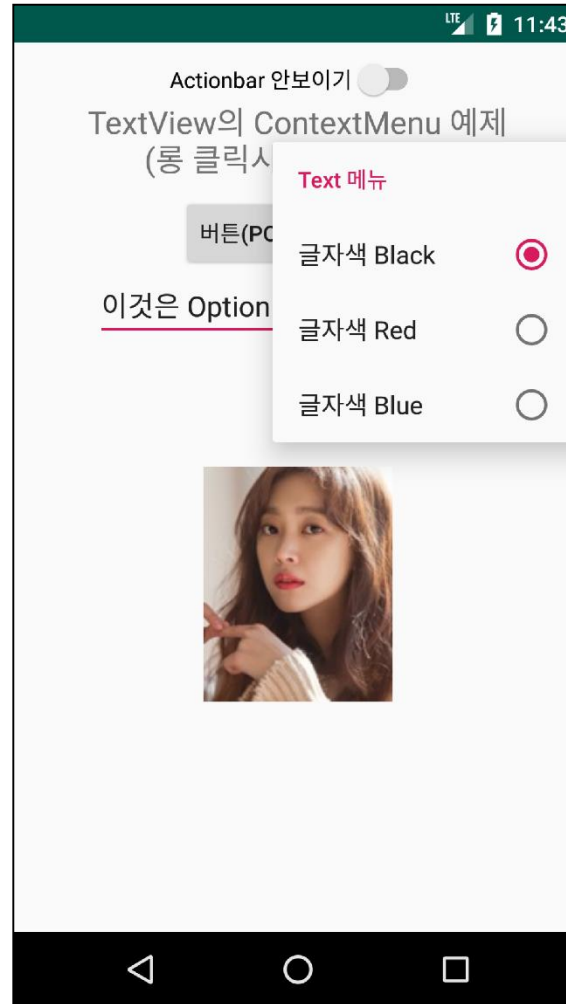 LTE 11:43
Actionbar 안보이기
TextView의 ContextMenu 예제
(롱 클릭시
Text 메뉴
버튼(PO
글자색 Black
이것은 Option
글자색 Red
글자색 Blue